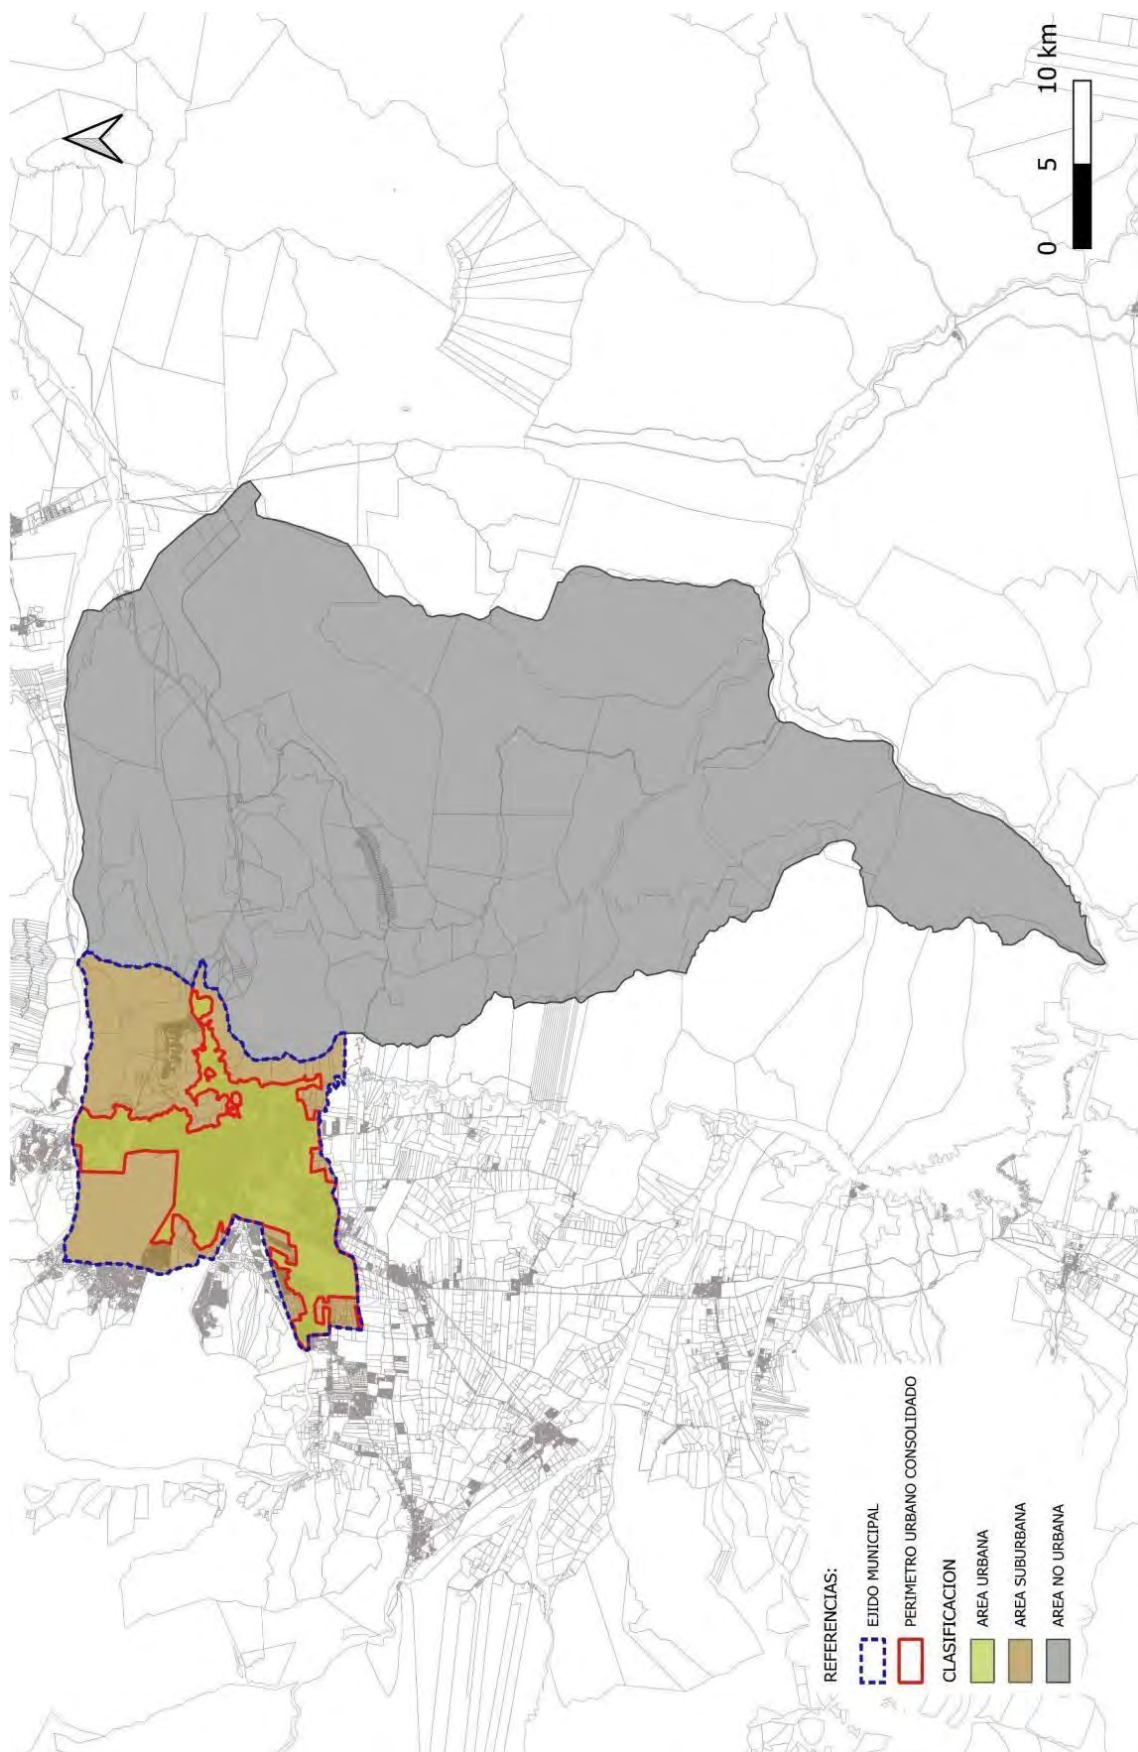 REFERENCIAS:
EJIDO MUNICIPAL
PERIMETRO URBANO CONSOLIDADO
CLASIFICACION
AREA URBANA
AREA SUBURBANA
AREA NO URBANA
0 5 10 km